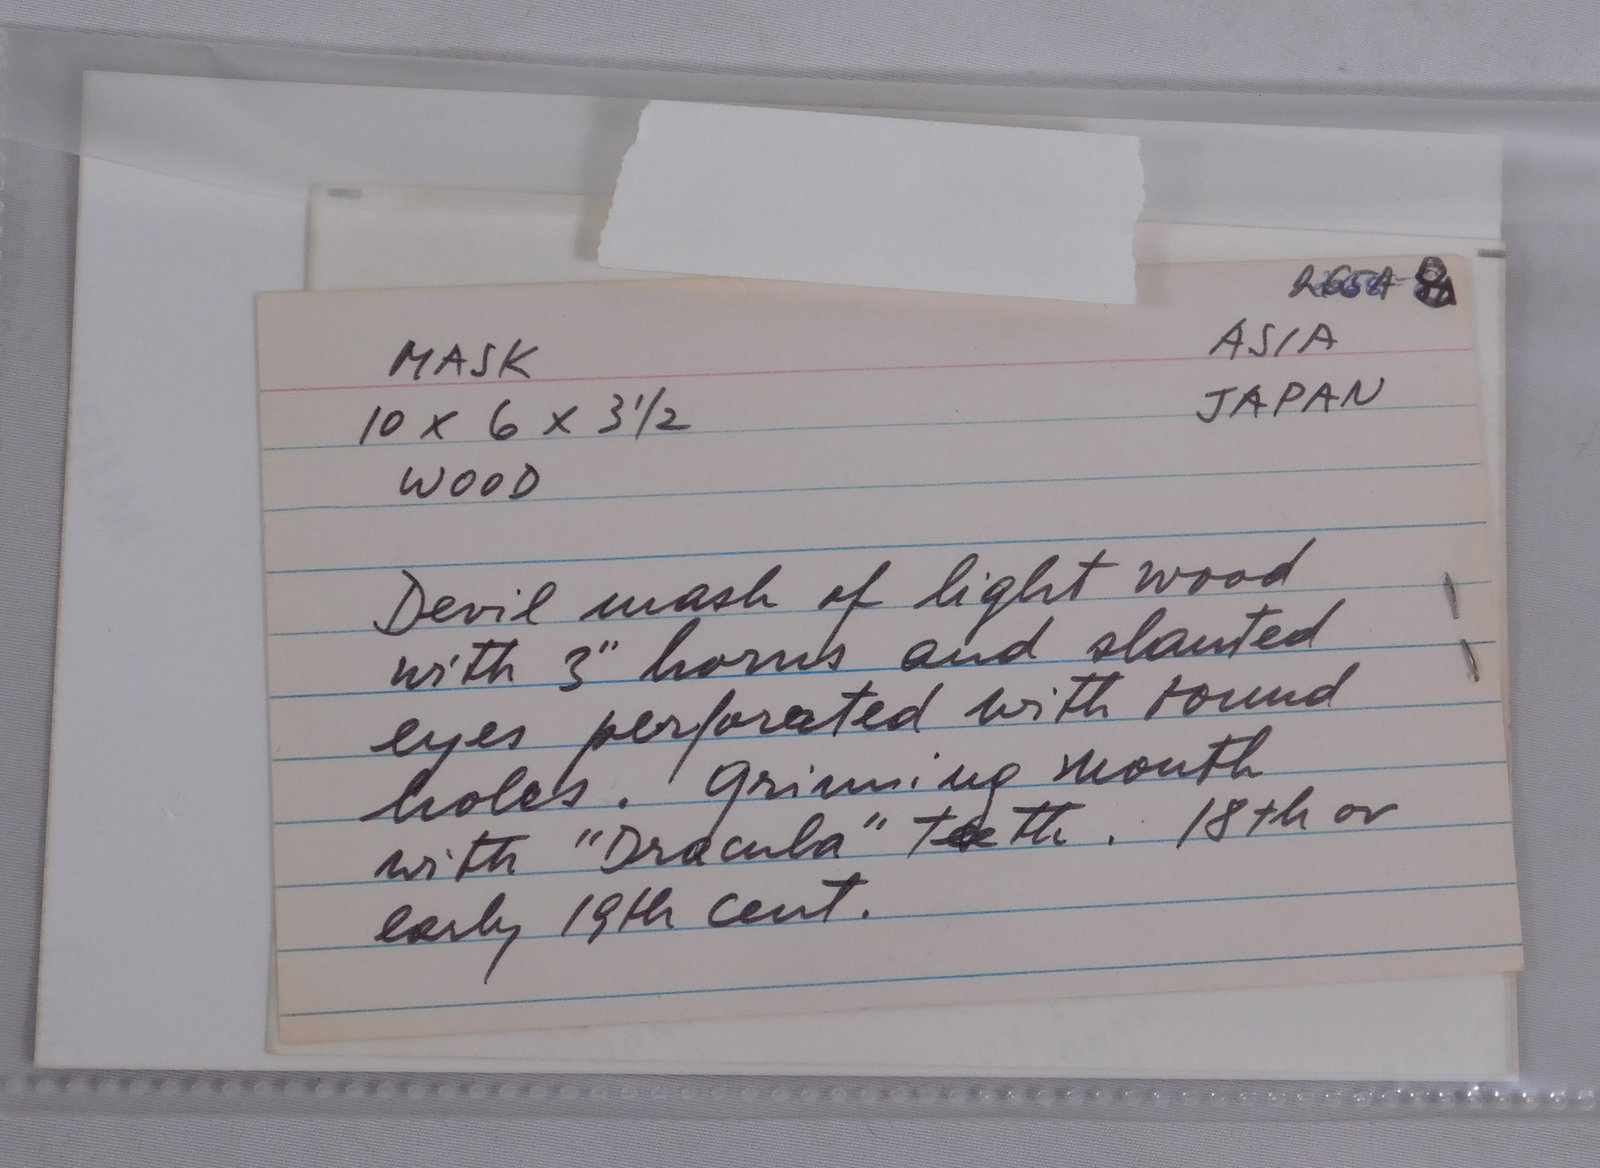 MASK ASIA
10 x 6 x 3 1/2 JAPAN
WOOD
Devil mask of light wood
with 3" horns and slanted
eyes perforated with round
holes. Grinning mouth
with "Dracula" teeth. 18th or
early 19th cent.